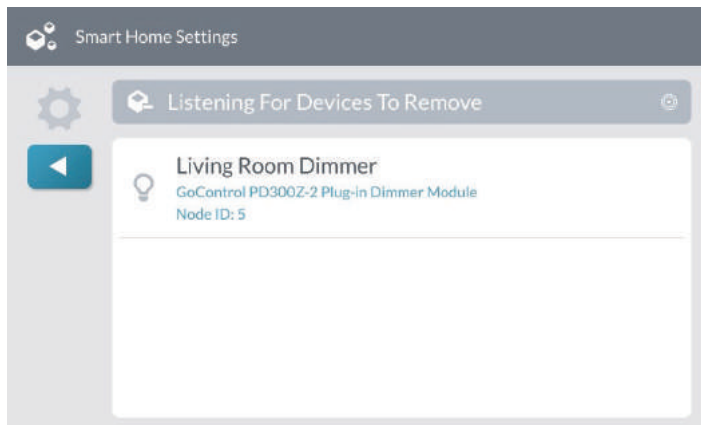 Smart Home Settings
Listening For Devices To Remove
Living Room Dimmer
GoControl PD300Z-2 Plug-in Dimmer Module
Node ID: 5